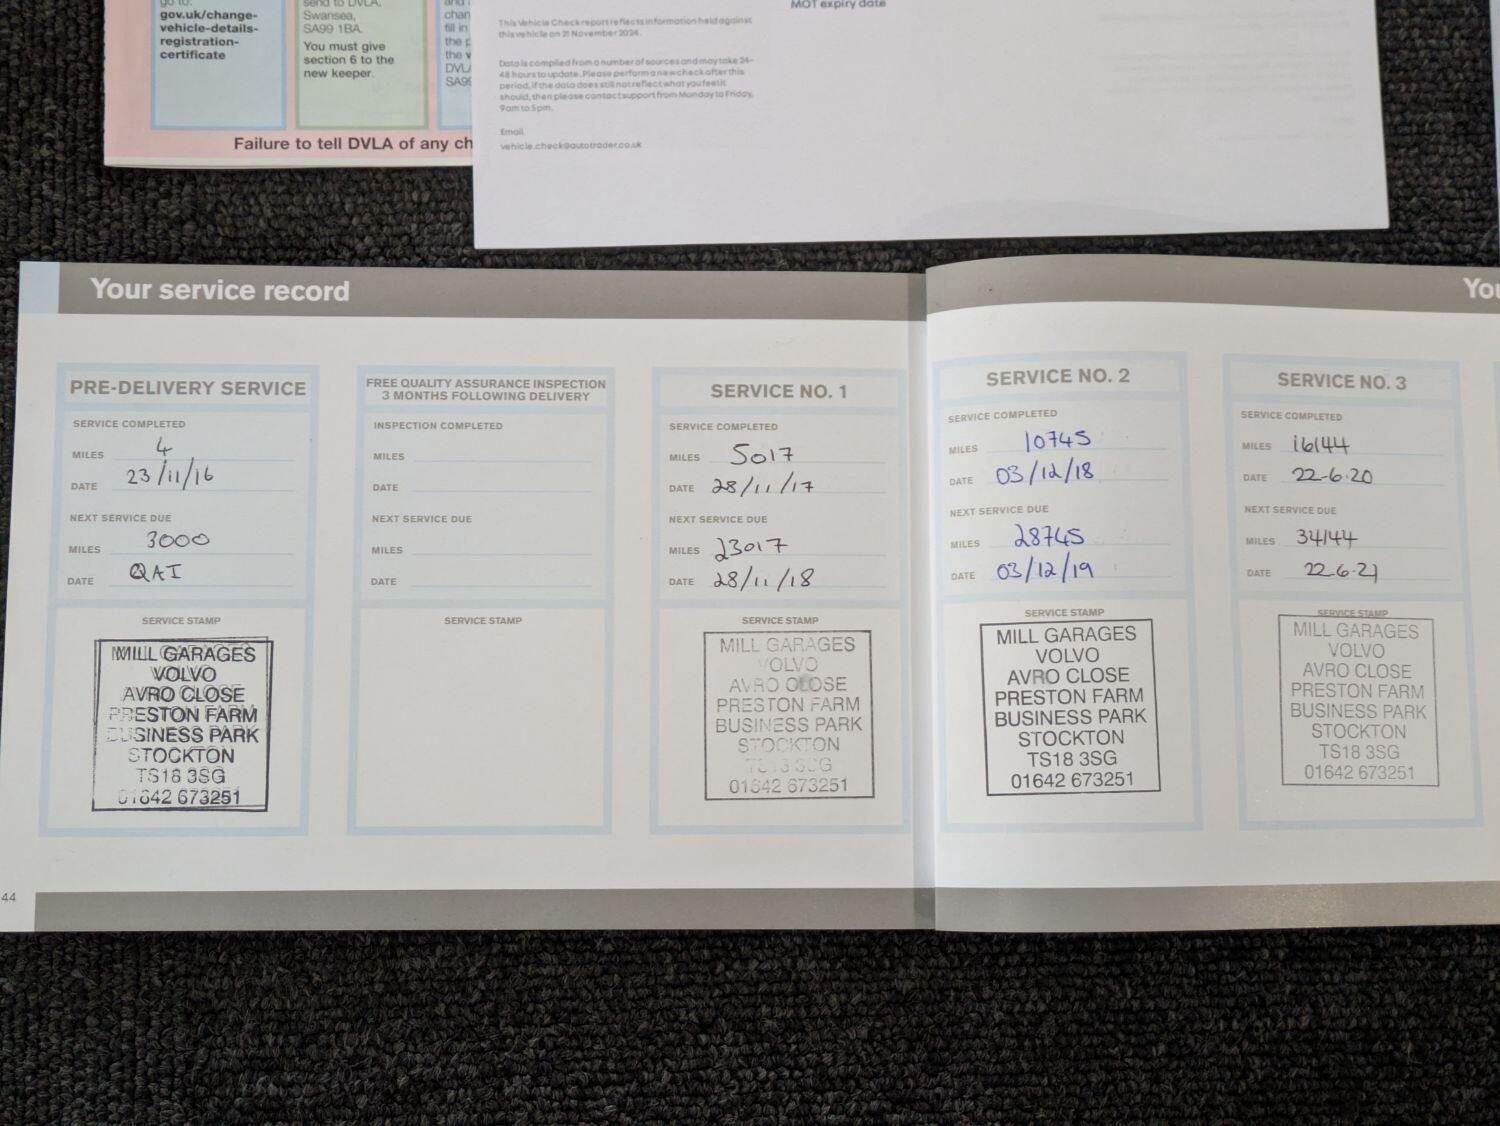 go to:
gov.uk/change-
vehicle-details-
registration-
certificate
send to DVLA,
Swansea,
SA99 1BA.
You must give
section 6 to the
new keeper.
and
chan
fill in
the p
the v
DVL
SA99
Failure to tell DVLA of any ch
MOT expiry date
This Vehicle Check report reflects information held against
this vehicle on 21 November 2024.
Data is compiled from a number of sources and may take 24-
48 hours to update. Please perform a new check after this
period, if the data does still not reflect what you feel it
should, then please contact support from Monday to Friday,
9am to 5pm.
Email
vehicle.check@autotrader.co.uk
Your service record
You
PRE-DELIVERY SERVICE
SERVICE COMPLETED
MILES 4
DATE 23/11/16
NEXT SERVICE DUE
MILES 3000
DATE QAI
SERVICE STAMP
MILL GARAGES
VOLVO
AVRO CLOSE
PRESTON FARM
BUSINESS PARK
STOCKTON
TS18 3SG
01642 673251
FREE QUALITY ASSURANCE INSPECTION
3 MONTHS FOLLOWING DELIVERY
INSPECTION COMPLETED
MILES
DATE
NEXT SERVICE DUE
MILES
DATE
SERVICE STAMP
SERVICE NO. 1
SERVICE COMPLETED
MILES 5017
DATE 28/11/17
NEXT SERVICE DUE
MILES 23017
DATE 28/11/18
SERVICE STAMP
MILL GARAGES
VOLVO
AVRO CLOSE
PRESTON FARM
BUSINESS PARK
STOCKTON
TS18 3SG
01642 673251
SERVICE NO. 2
SERVICE COMPLETED
MILES 10745
DATE 03/12/18
NEXT SERVICE DUE
MILES 28745
DATE 03/12/19
SERVICE STAMP
MILL GARAGES
VOLVO
AVRO CLOSE
PRESTON FARM
BUSINESS PARK
STOCKTON
TS18 3SG
01642 673251
SERVICE NO. 3
SERVICE COMPLETED
MILES 16144
DATE 22-6-20
NEXT SERVICE DUE
MILES 34144
DATE 22-6-21
SERVICE STAMP
MILL GARAGES
VOLVO
AVRO CLOSE
PRESTON FARM
BUSINESS PARK
STOCKTON
TS18 3SG
01642 673251
44